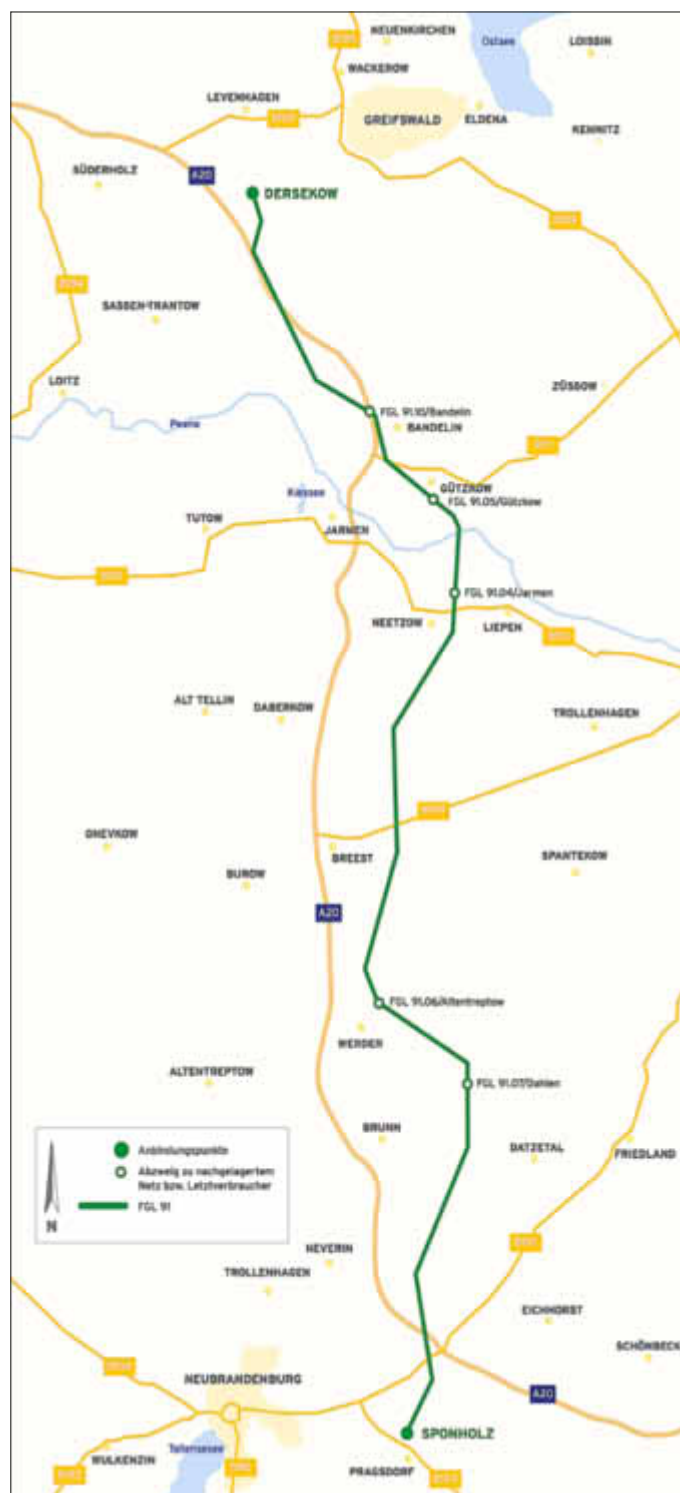 NEUENKIRCHEN
Ostsee
LOISSIN
WACKEROW
LEVENHAGEN
GREIFSWALD
ELDENA
KEMNITZ
A20
SÜDERHOLZ
DERSEKOW
SASSEN-TRANTOW
LOITZ
ZÜSSOW
FGL 91.10/Bandelin
Peene
BANDELIN
GÜTZKOW
Kiessee
FGL 91.05/Gützkow
TUTOW
JARMEN
FGL 91.04/Jarmen
NEETZOW
LIEPEN
ALT TELLIN
DABERKOW
TROLLENHAGEN
GNEVKOW
BREEST
SPANTEKOW
BUROW
A20
FGL 91.06/Altentreptow
WERDEN
ALTENTREPTOW
FGL 91.07/Dahlen
BRUNN
DATZETAL
FRIEDLAND
Anbindungspunkte
Abzweig zu nachgelagertem
Netz bzw. Letztverbraucher
FGL 91
N
NEVERIN
TROLLENHAGEN
EICHHORST
SCHÖNBECK
NEUBRANDENBURG
A20
SPONHOLZ
Tollensesee
WULKENZIN
PRAGSDORF